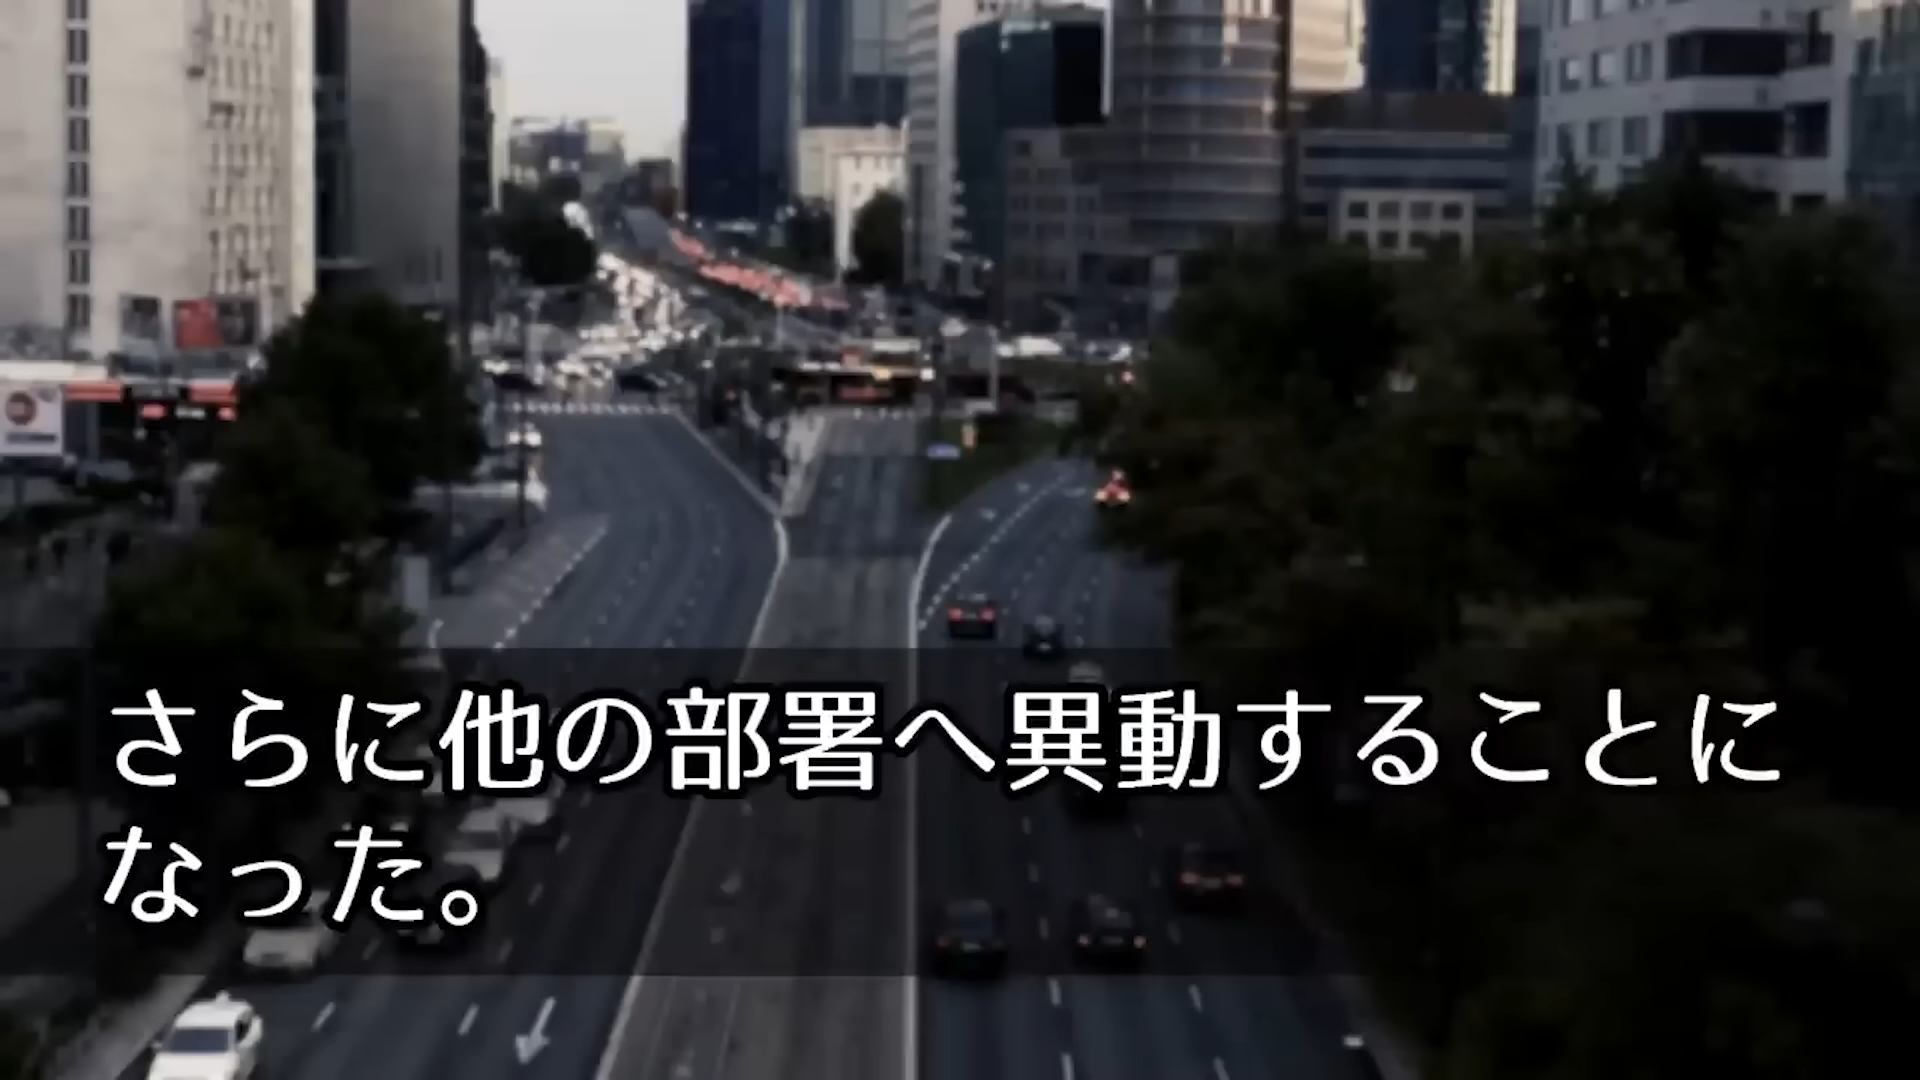 さらに他の部署へ異動することに
なった。